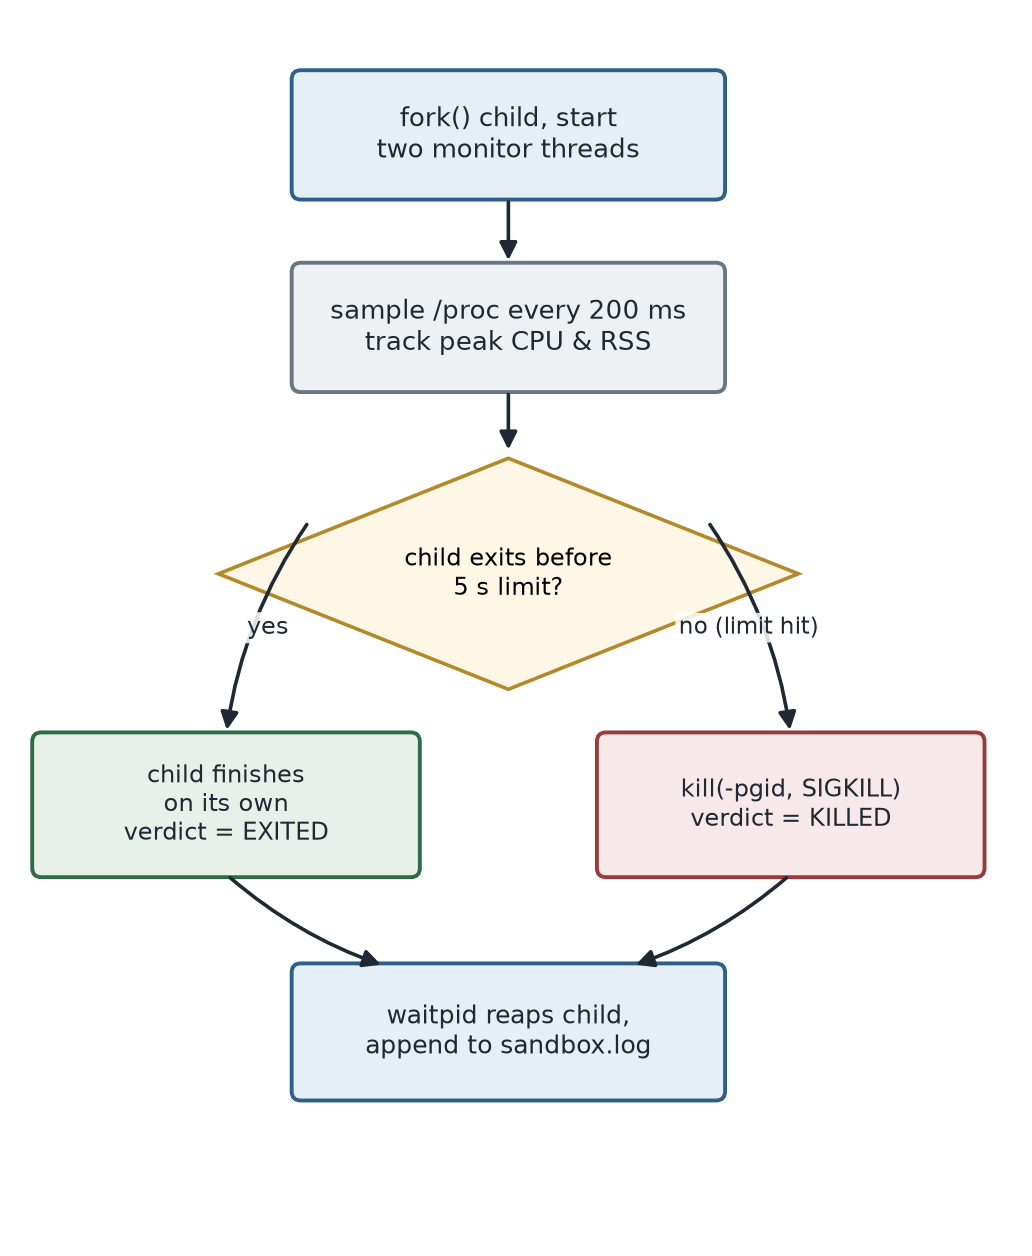 fork() child, start
two monitor threads
sample /proc every 200 ms
track peak CPU & RSS
child exits before
5 s limit?
yes
no (limit hit)
child finishes
on its own
verdict = EXITED
kill(-pgid, SIGKILL)
verdict = KILLED
waitpid reaps child,
append to sandbox.log